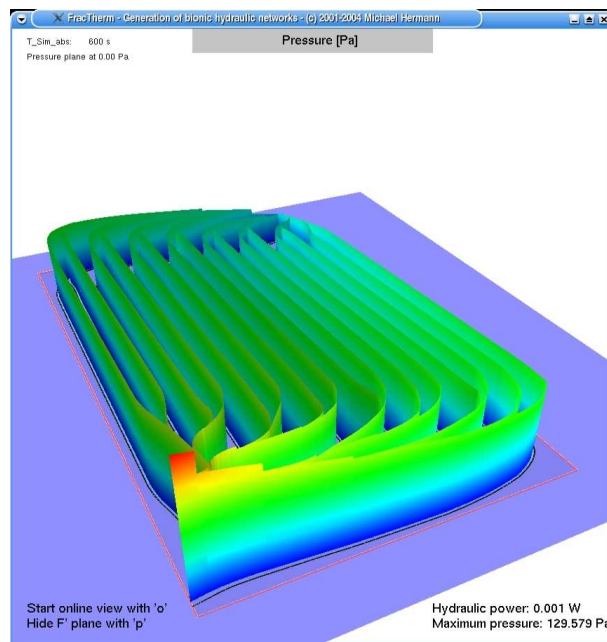 FracTherm - Generation of bionic hydraulic networks - (c) 2001-2004 Michael Hermann
T_Sim_abs: 600 s
Pressure [Pa]
Pressure plane at 0.00 Pa
Start online view with 'o'
Hydraulic power: 0.001 W
Hide F' plane with 'p'
Maximum pressure: 129.579 Pa